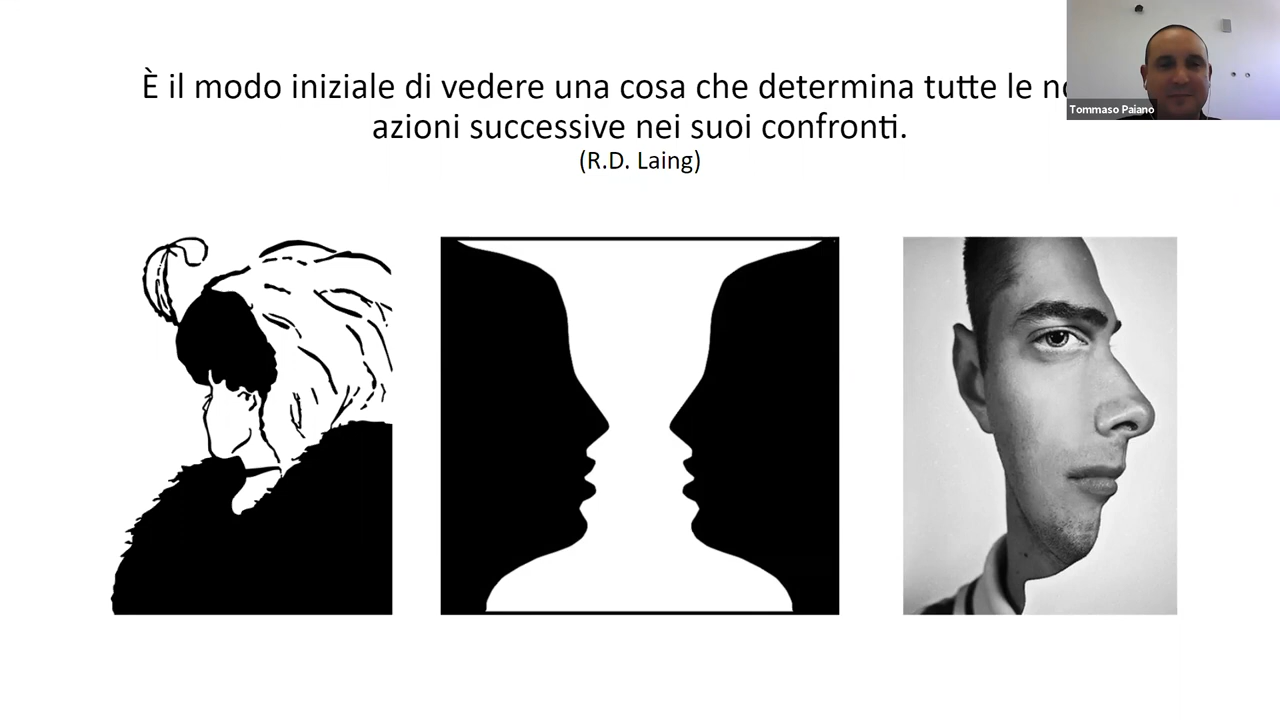 È il modo iniziale di vedere una cosa che determina tutte le
azioni successive nei suoi confronti.
(R.D. Laing)
Tommaso Paiano